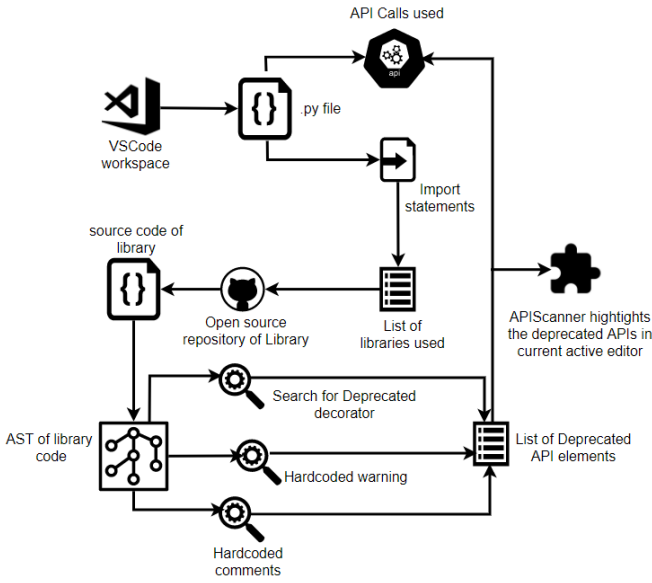 API Calls used
api
.py file
VSCode
workspace
Import
statements
source code of
library
Open source
repository of Library
List of
libraries used
APIScanner hightlights
the deprecated APIs in
current active editor
Search for Deprecated
decorator
AST of library
code
List of Deprecated
API elements
Hardcoded warning
Hardcoded
comments